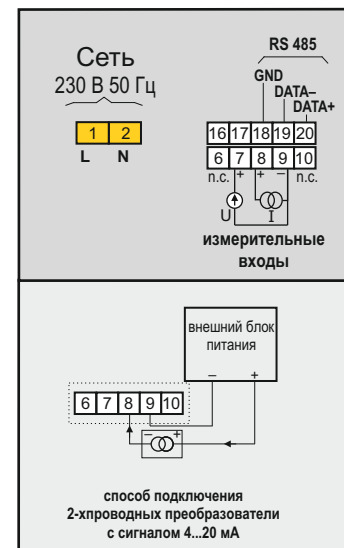 Сеть
230 В 50 Гц
1 2
L N
RS 485
GND
DATA–
DATA+
16 17 18 19 20
6 7 8 9 10
n.c. + + – n.c.
U I
измерительные
входы
внешний блок
питания
– +
6 7 8 9 10
– +
способ подключения
2-хпроводных преобразователи
с сигналом 4...20 мА